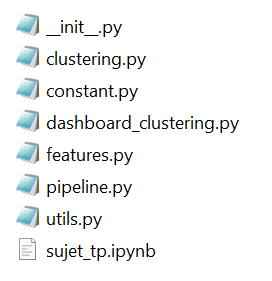 __init__.py
clustering.py
constant.py
dashboard_clustering.py
features.py
pipeline.py
utils.py
sujet_tp.ipynb